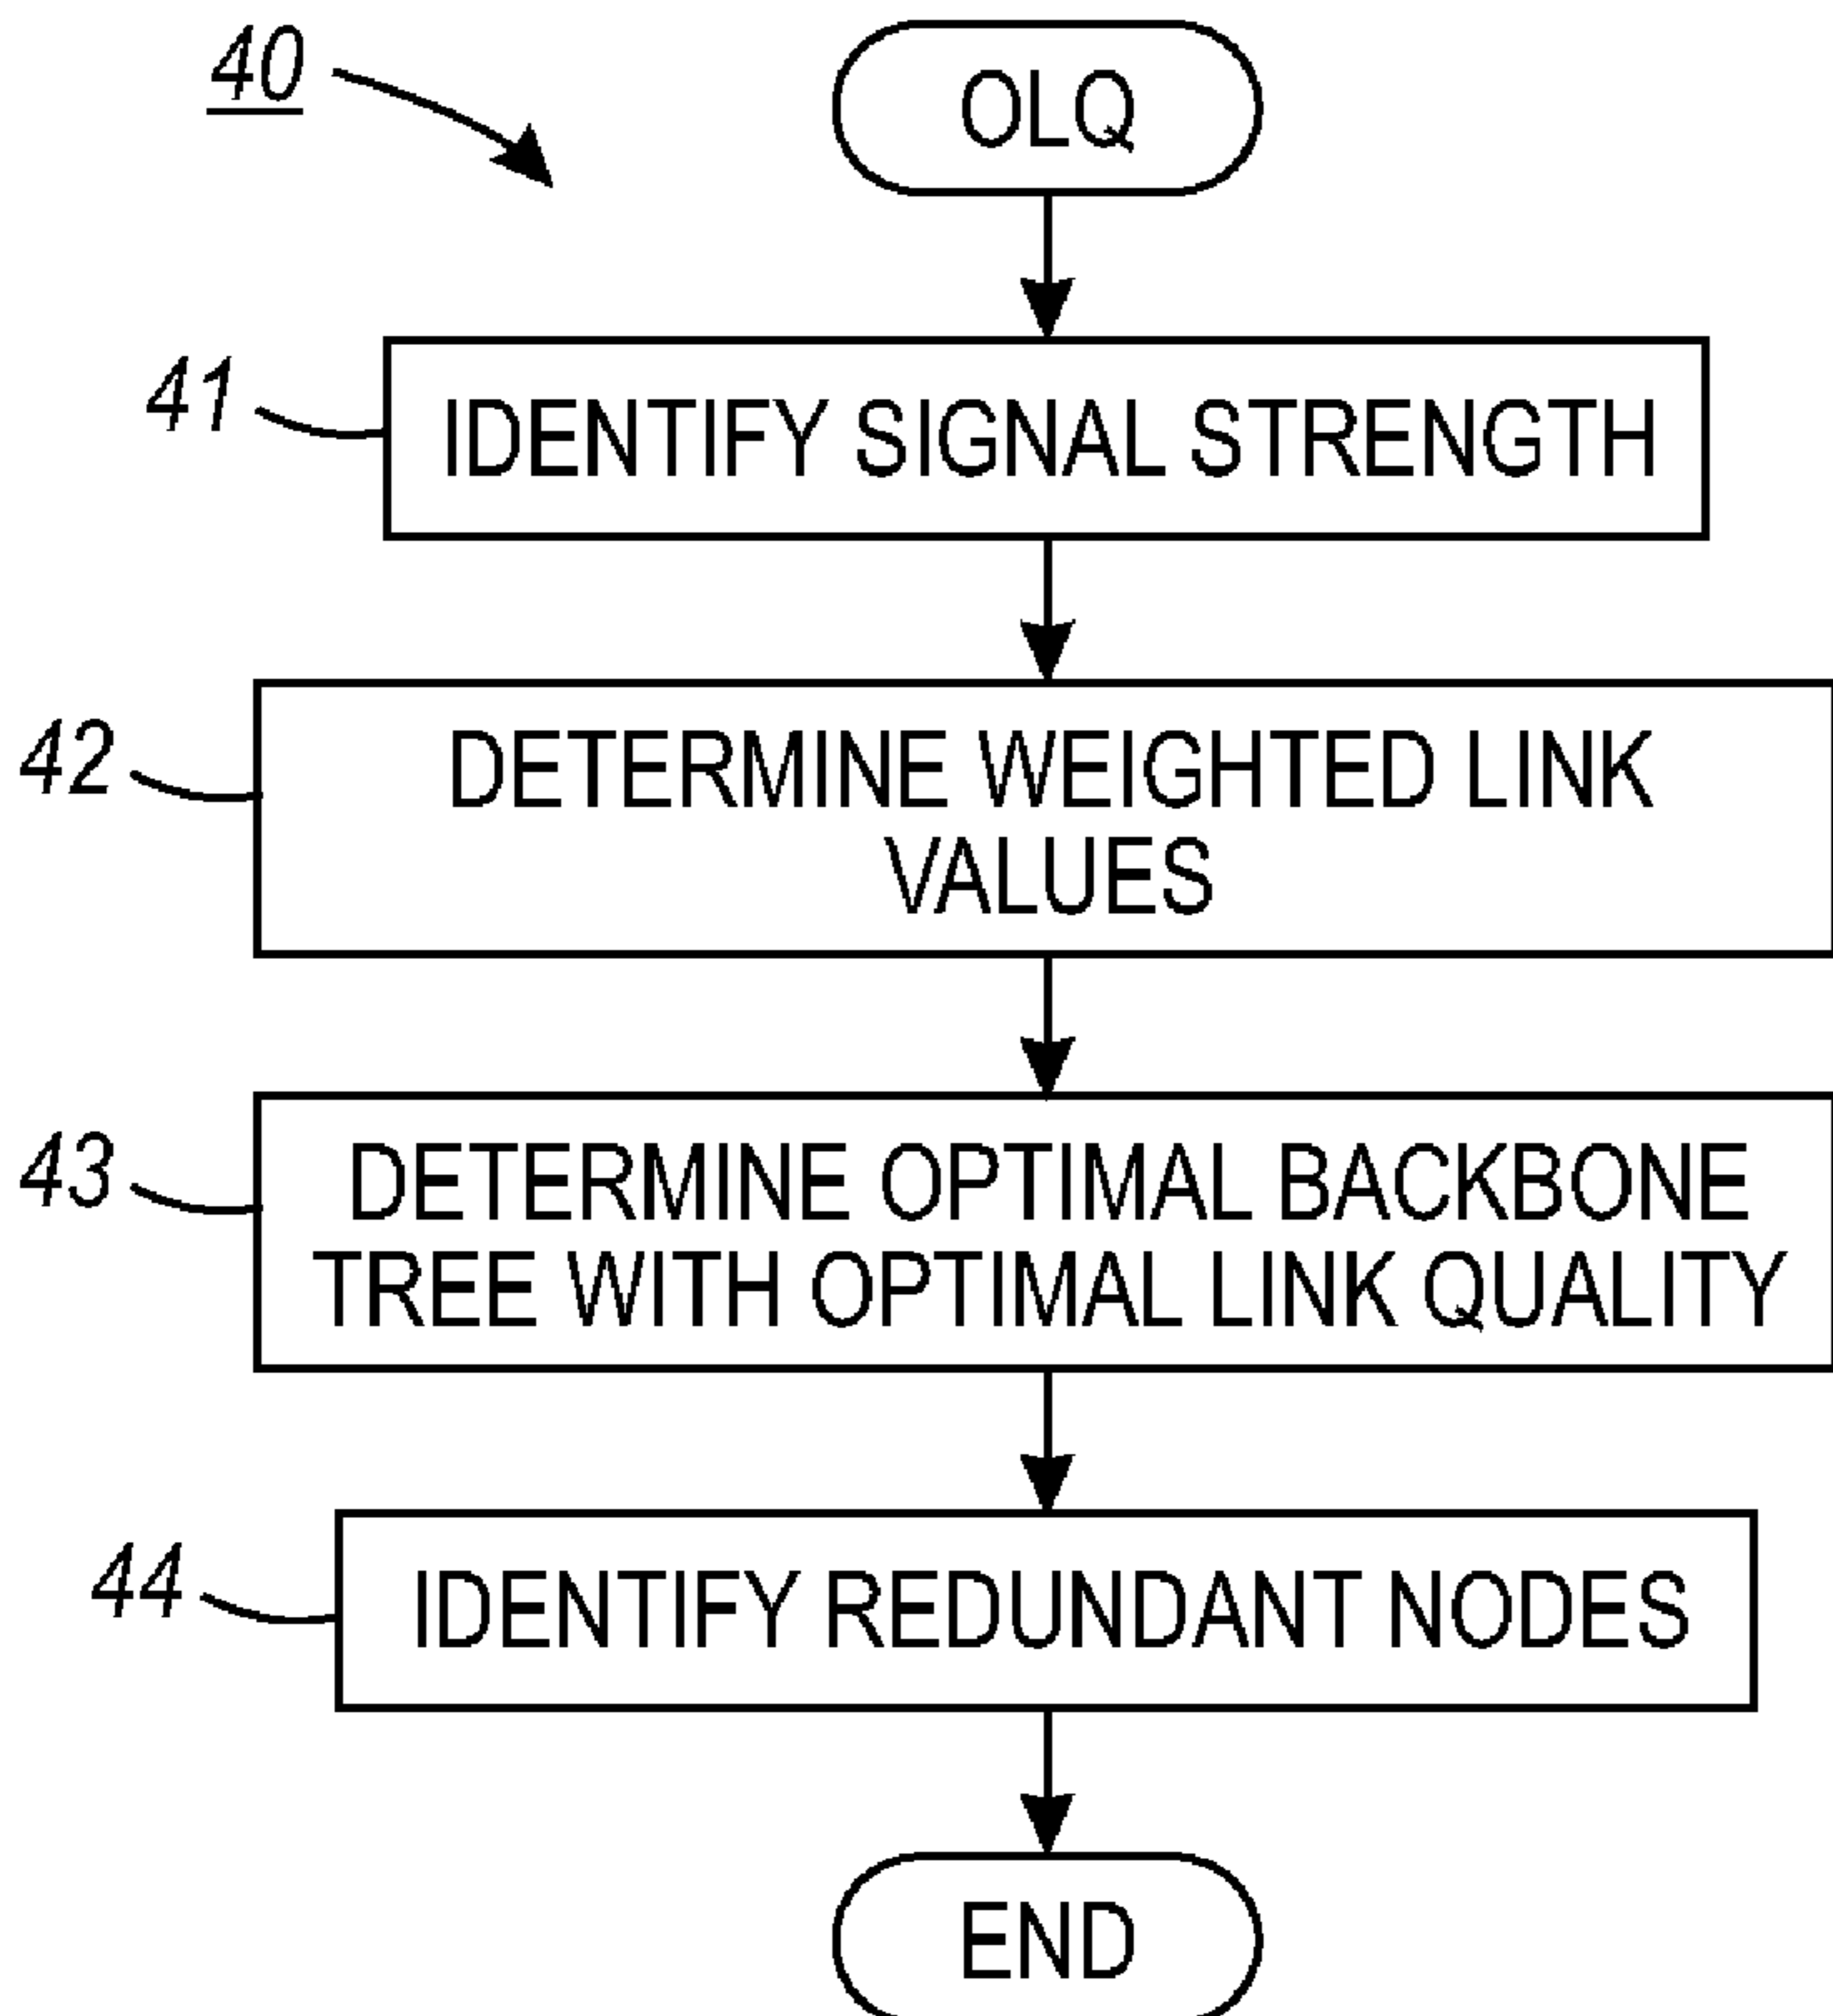 40
OLQ
41
IDENTIFY SIGNAL STRENGTH
42
DETERMINE WEIGHTED LINK
VALUES
43
DETERMINE OPTIMAL BACKBONE
TREE WITH OPTIMAL LINK QUALITY
44
IDENTIFY REDUNDANT NODES
END